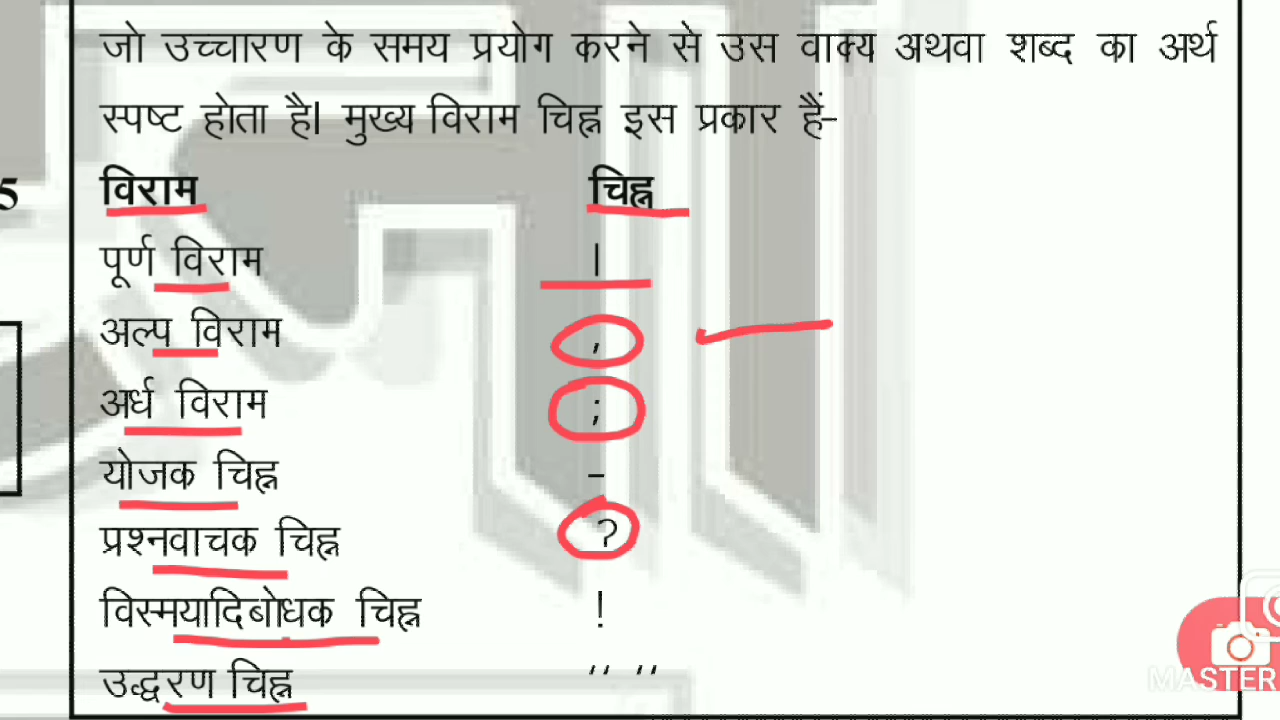 जो उच्चारण के समय प्रयोग करने से उस वाक्य अथवा शब्द का अर्थ
स्पष्ट होता है। मुख्य विराम चिह्न इस प्रकार हैं-
5
विराम चिह्न
पूर्ण विराम ।
अल्प विराम ,
अर्ध विराम ;
योजक चिह्न -
प्रश्नवाचक चिह्न ?
विस्मयादिबोधक चिह्न !
उद्धरण चिह्न “ “
MASTER